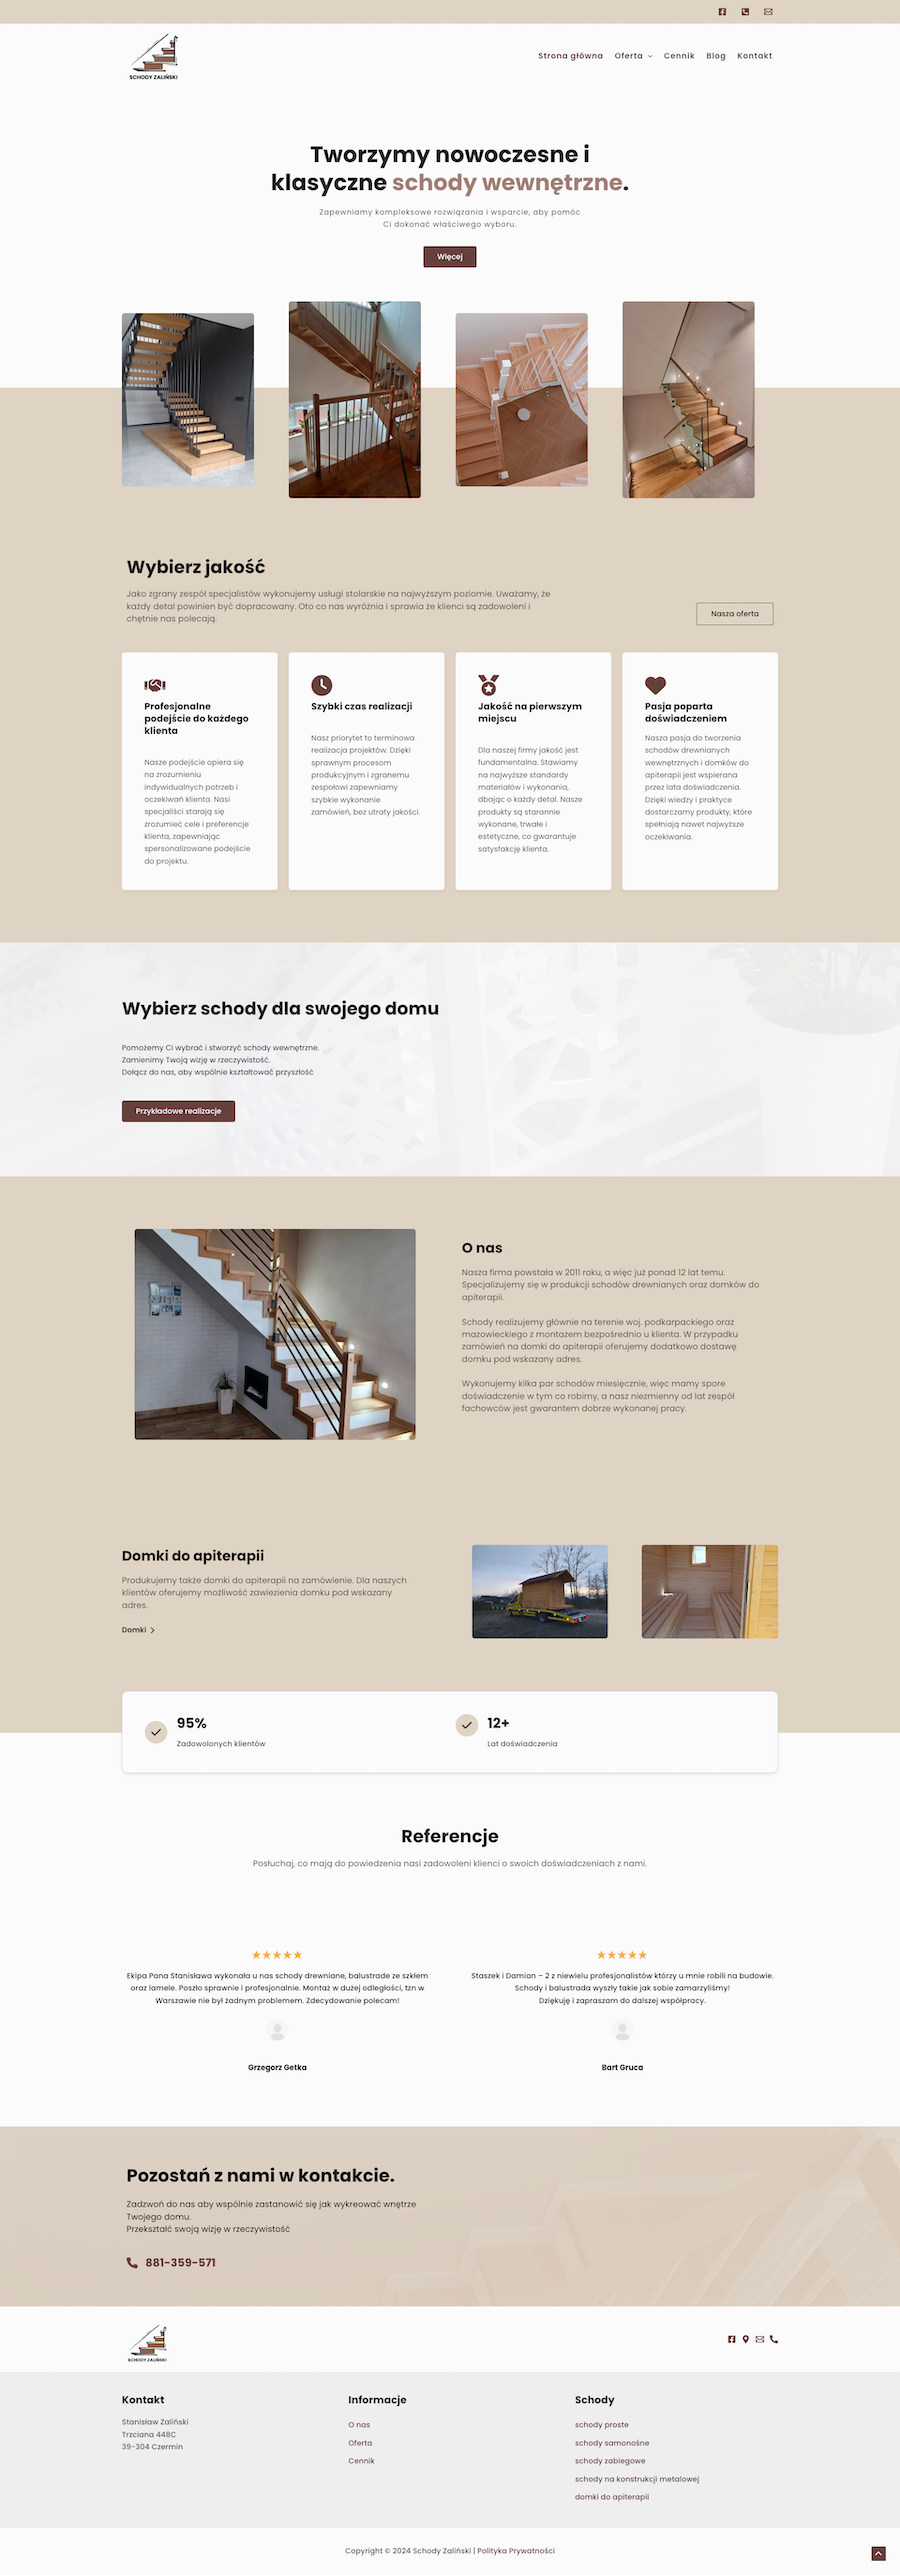 SCHODY ZALIŃSKI
Strona główna Oferta Cennik Blog Kontakt
Tworzymy nowoczesne i
klasyczne schody wewnętrzne.
Zapewniamy kompleksowe rozwiązania i wsparcie, aby pomóc
Ci dokonać właściwego wyboru.
Więcej
Wybierz jakość
Jako zgrany zespół specjalistów wykonujemy usługi stolarskie na najwyższym poziomie. Uważamy, że
każdy detal powinien być dopracowany. Oto co nas wyróżnia i sprawia że klienci są zadowoleni i
chętnie nas polecają.
Nasza oferta
Profesjonalne
podejście do każdego
klienta
Nasze podejście opiera się
na zrozumieniu
indywidualnych potrzeb i
oczekiwań klienta. Nasi
specjaliści starają się
zrozumieć cele i preferencje
klienta, zapewniając
spersonalizowane podejście
do projektu.
Szybki czas realizacji
Nasz priorytet to terminowa
realizacja projektów. Dzięki
sprawnym procesom
produkcyjnym i zgranemu
zespołowi zapewniamy
szybkie wykonanie
zamówień, bez utraty jakości.
Jakość na pierwszym
miejscu
Dla naszej firmy jakość jest
fundamentalna. Stawiamy
na najwyższe standardy
materiałów i wykonania,
dbając o każdy detal. Nasze
produkty są starannie
wykonane, trwałe i
estetyczne, co gwarantuje
satysfakcję klienta.
Pasja poparta
doświadczeniem
Nasza pasja do tworzenia
schodów drewnianych
wewnętrznych i domków do
apiterapii jest wspierana
przez lata doświadczenia.
Dzięki wiedzy i praktyce
dostarczamy produkty, które
spełniają nawet najwyższe
oczekiwania.
Wybierz schody dla swojego domu
Pomożemy Ci wybrać i stworzyć schody wewnętrzne.
Zamienimy Twoją wizję w rzeczywistość.
Dołącz do nas, aby wspólnie kształtować przyszłość
Przykładowe realizacje
O nas
Nasza firma powstała w 2011 roku, a więc już ponad 12 lat temu.
Specjalizujemy się w produkcji schodów drewnianych oraz domków do
apiterapii.
Schody realizujemy głównie na terenie woj. podkarpackiego oraz
mazowieckiego z montażem bezpośrednio u klienta. W przypadku
zamówień na domki do apiterapii oferujemy dodatkowo dostawę
domku pod wskazany adres.
Wykonujemy kilka par schodów miesięcznie, więc mamy spore
doświadczenie w tym co robimy, a nasz niezmienny od lat zespół
fachowców jest gwarantem dobrze wykonanej pracy.
Domki do apiterapii
Produkujemy także domki do apiterapii na zamówienie. Dla naszych
klientów oferujemy możliwość zawiezienia domku pod wskazany
adres.
Domki
95%
Zadowolonych klientów
12+
Lat doświadczenia
Referencje
Posłuchaj, co mają do powiedzenia nasi zadowoleni klienci o swoich doświadczeniach z nami.
Ekipa Pana Stanisława wykonała u nas schody drewniane, balustrade ze szkłem
oraz lamele. Poszło sprawnie i profesjonalnie. Montaż w dużej odległości, tzn w
Warszawie nie był żadnym problemem. Zdecydowanie polecam!
Grzegorz Getka
Staszek i Damian – 2 z niewielu profesjonalistów którzy u mnie robili na budowie.
Schody i balustrada wyszły takie jak sobie zamarzyliśmy!
Dziękuję i zapraszam do dalszej współpracy.
Bart Gruca
Pozostań z nami w kontakcie.
Zadzwoń do nas aby wspólnie zastanowić się jak wykreować wnętrze
Twojego domu.
Przekształć swoją wizję w rzeczywistość
881-359-571
SCHODY ZALIŃSKI
Kontakt
Stanisław Zaliński
Trzciana 448C
39-304 Czermin
Informacje
O nas
Oferta
Cennik
Schody
schody proste
schody samonośne
schody zabiegowe
schody na konstrukcji metalowej
domki do apiterapii
Copyright © 2024 Schody Zaliński | Polityka Prywatności